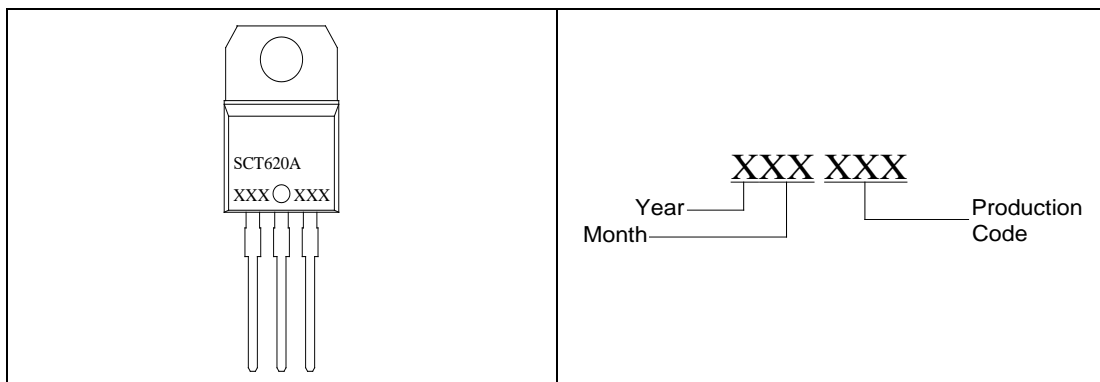 SCT620A
XXX XXX
XXX XXX
Year
Month
Production
Code